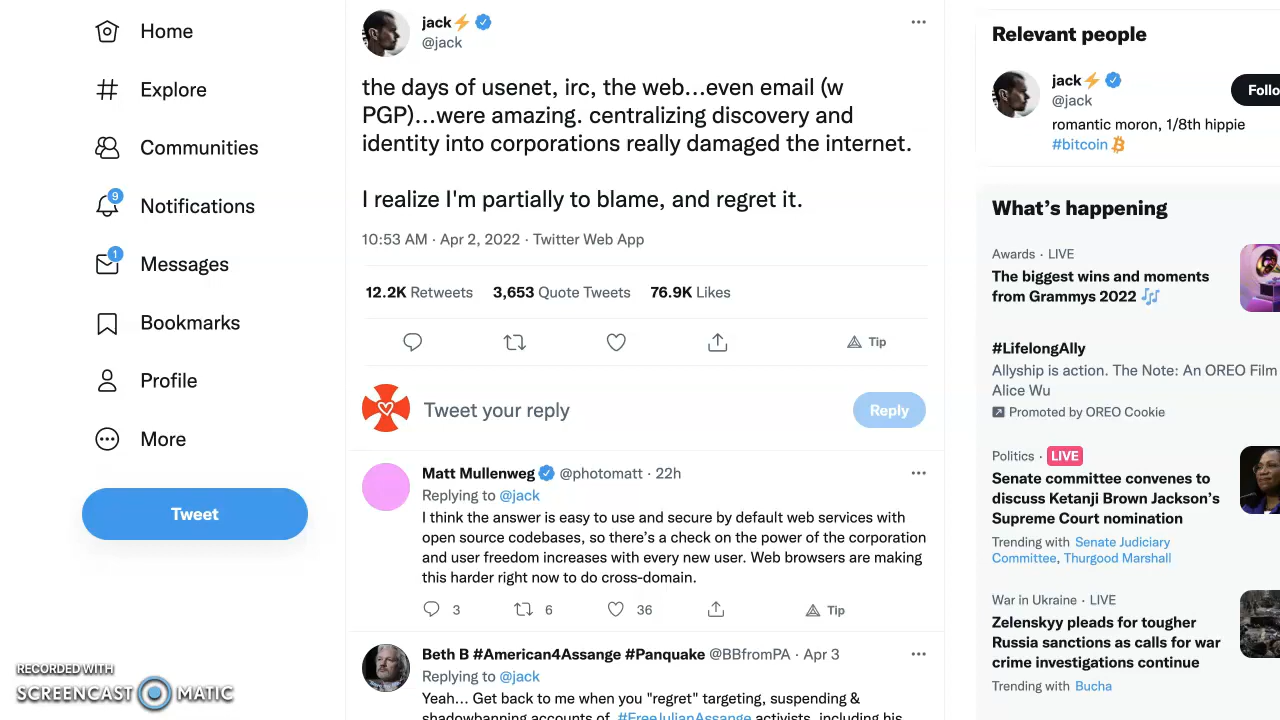 Home
Explore
Communities
9
Notifications
1
Messages
Bookmarks
Profile
More
Tweet
RECORDED WITH
SCREENCAST MATIC
jack⚡
@jack
the days of usenet, irc, the web...even email (w
PGP)...were amazing. centralizing discovery and
identity into corporations really damaged the internet.
I realize I'm partially to blame, and regret it.
10:53 AM · Apr 2, 2022 · Twitter Web App
12.2K Retweets 3,653 Quote Tweets 76.9K Likes
Tip
Tweet your reply
Reply
Matt Mullenweg @photomatt · 22h
Replying to @jack
I think the answer is easy to use and secure by default web services with
open source codebases, so there's a check on the power of the corporation
and user freedom increases with every new user. Web browsers are making
this harder right now to do cross-domain.
3 6 36 Tip
Beth B #American4Assange #Panquake @BBfromPA · Apr 3
Replying to @jack
Yeah... Get back to me when you "regret" targeting, suspending &
shadowbanning accounts of #FreeJulianAssange activists, including his
Relevant people
jack⚡
@jack
Follo
romantic moron, 1/8th hippie
#bitcoin
What's happening
Awards · LIVE
The biggest wins and moments
from Grammys 2022 🎶
#LifelongAlly
Allyship is action. The Note: An OREO Film
Alice Wu
Promoted by OREO Cookie
Politics · LIVE
Senate committee convenes to
discuss Ketanji Brown Jackson's
Supreme Court nomination
Trending with Senate Judiciary
Committee, Thurgood Marshall
War in Ukraine · LIVE
Zelenskyy pleads for tougher
Russia sanctions as calls for war
crime investigations continue
Trending with Bucha